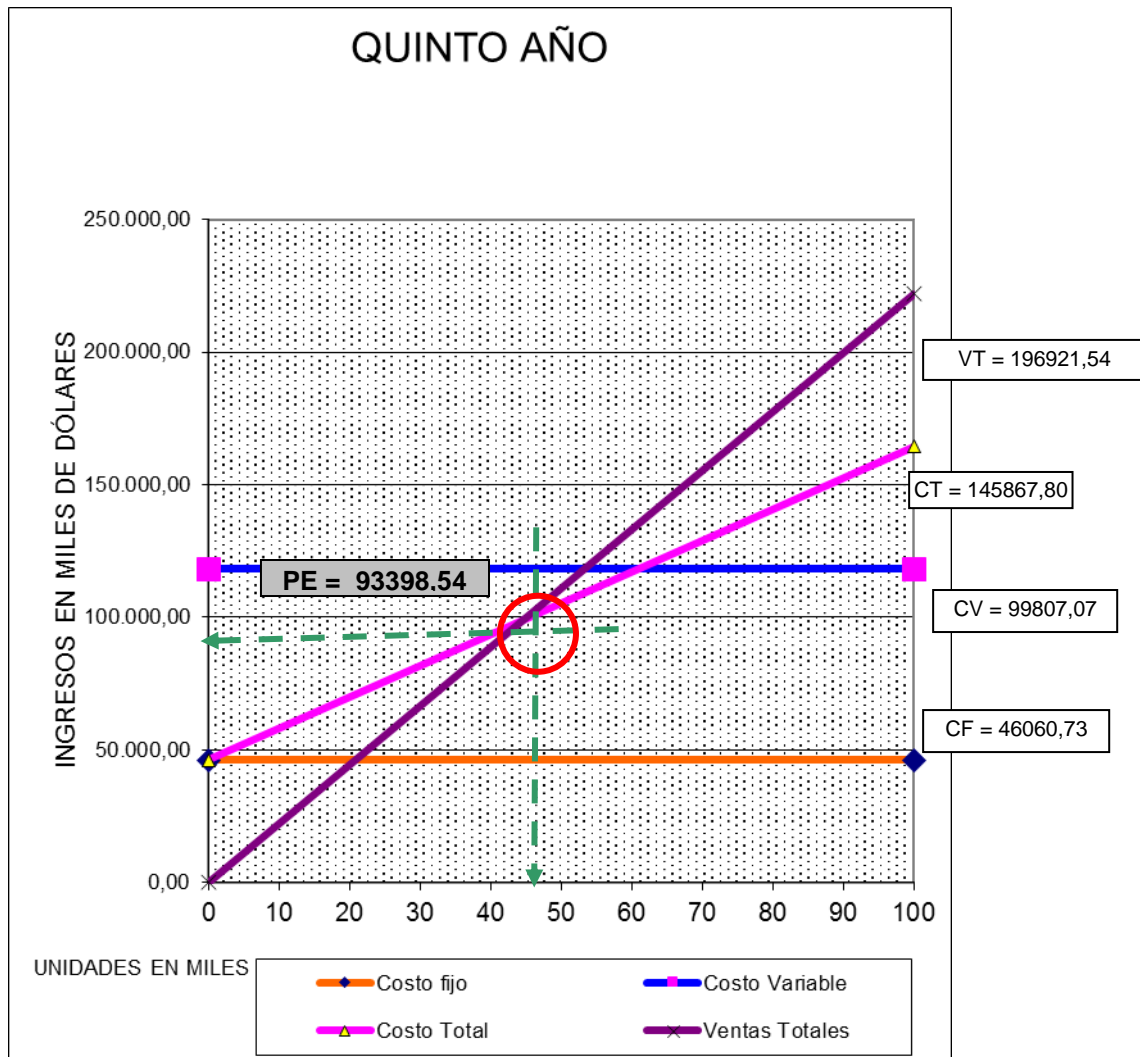 QUINTO AÑO
INGRESOS EN MILES DE DÓLARES
250.000,00
200.000,00
150.000,00
100.000,00
50.000,00
0,00
VT = 196921,54
CT = 145867,80
PE = 93398,54
CV = 99807,07
CF = 46060,73
0 10 20 30 40 50 60 70 80 90 100
UNIDADES EN MILES
Costo fijo
Costo Variable
Costo Total
Ventas Totales